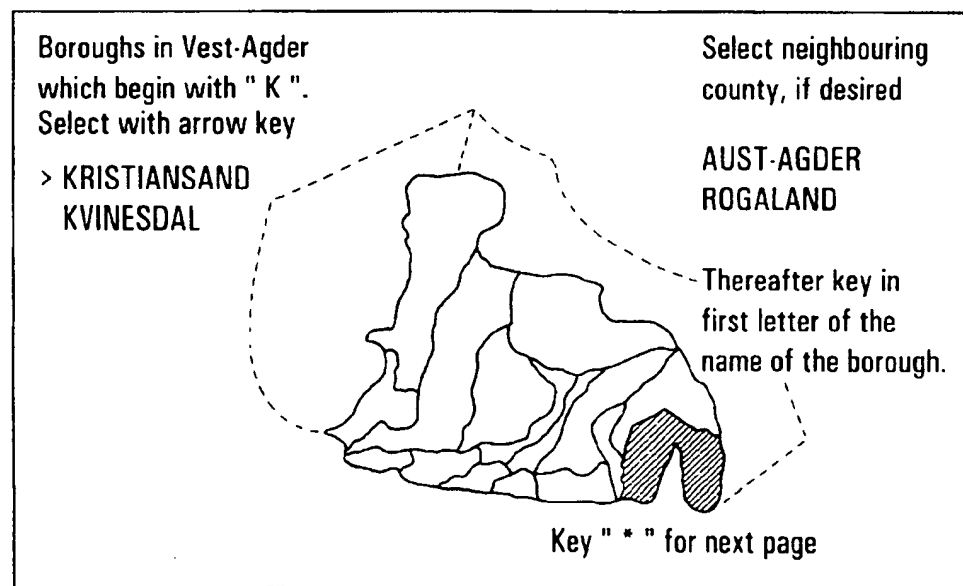 Boroughs in Vest-Agder
which begin with " K ".
Select with arrow key
> KRISTIANSAND
KVINESDAL
Select neighbouring
county, if desired
AUST-AGDER
ROGALAND
Thereafter key in
first letter of the
name of the borough.
Key " * " for next page